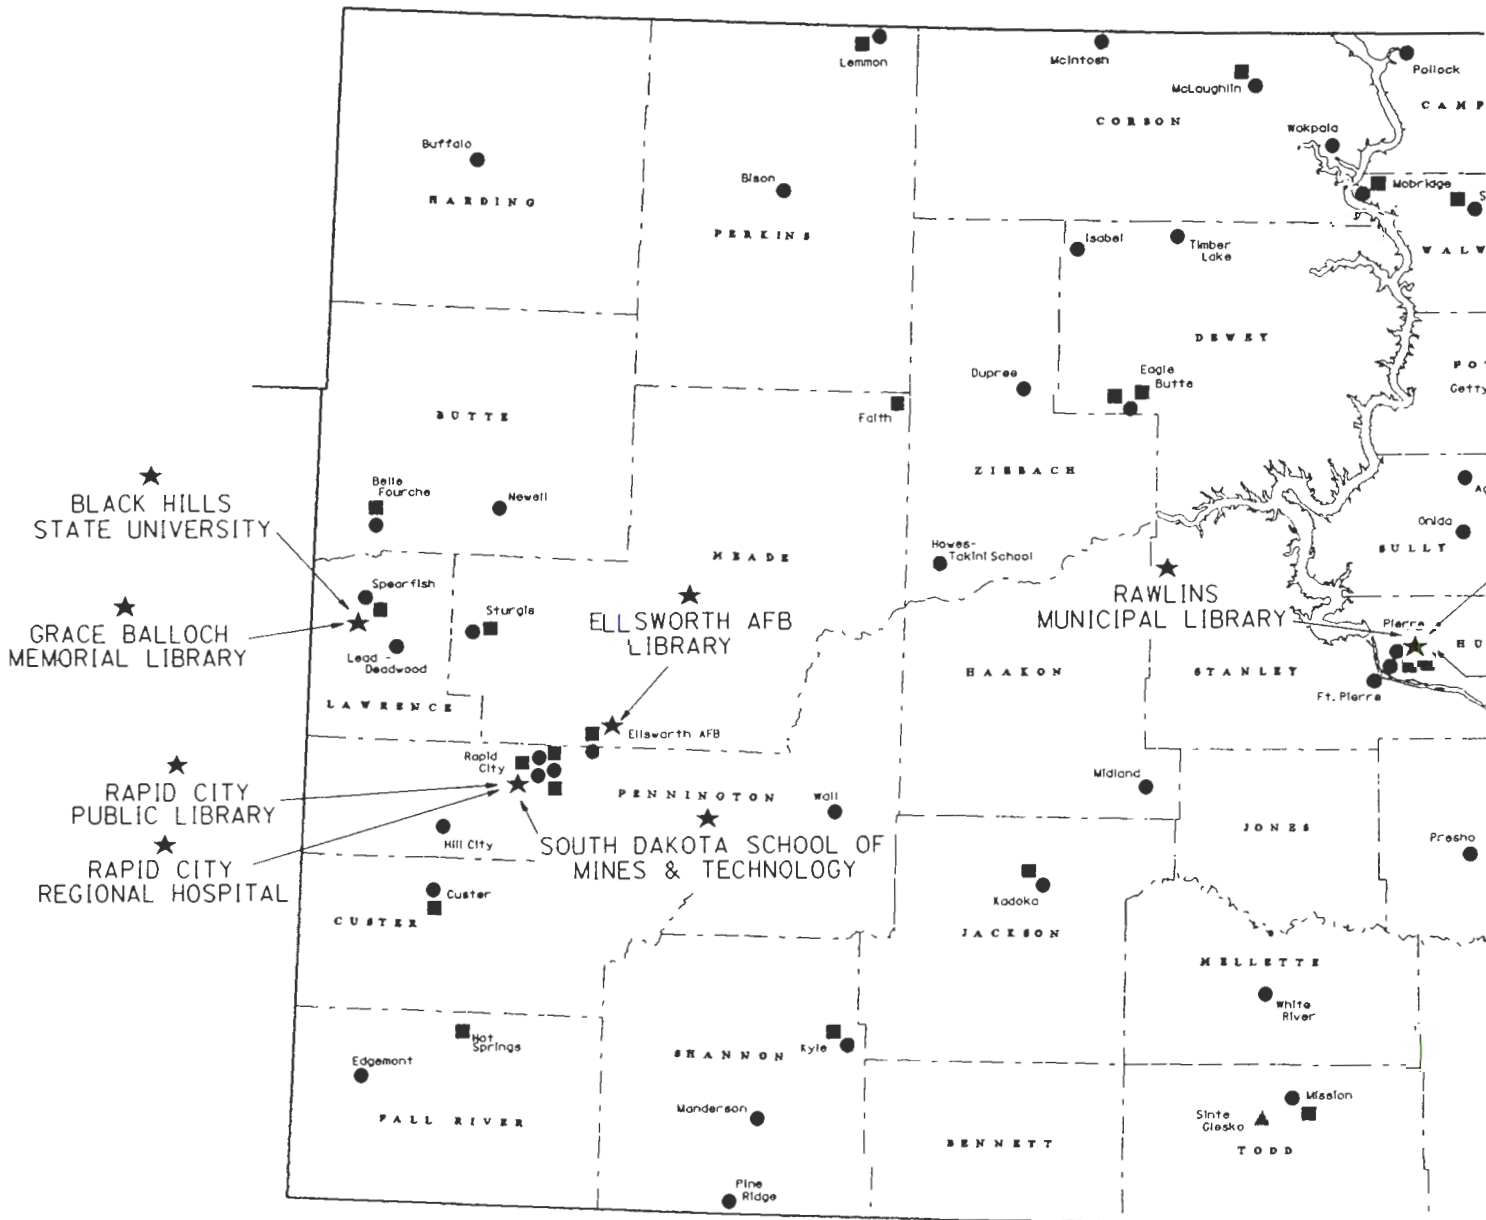 Lemmon
McIntosh
McLaughlin
Pollock
CAMP
CORSON
Wakpala
Buffalo
HARDING
Bison
PERKINS
Mobridge
S
WALW
Isabel
Timber
Lake
DEWEY
Dupree
Eagle
Butte
PO
Getty
BUTTE
Faith
ZIEBACH
Belle
Fourche
Newell
BLACK HILLS
STATE UNIVERSITY
Onida
SULLY
MEADE
Howes-
Takini School
Spearfish
Sturgis
GRACE BALLOCH
MEMORIAL LIBRARY
Lead -
Deadwood
LAWRENCE
ELLSWORTH AFB
LIBRARY
RAWLINS
MUNICIPAL LIBRARY
Pierre
HU
HAAKON
STANLEY
Ft. Pierre
Ellsworth AFB
Rapid
City
RAPID CITY
PUBLIC LIBRARY
PENNINGTON
Wall
Midland
Hill City
SOUTH DAKOTA SCHOOL OF
MINES & TECHNOLOGY
JONES
Presho
RAPID CITY
REGIONAL HOSPITAL
Custer
CUSTER
Kadoka
JACKSON
MELLETTE
White
River
Hot
Springs
Edgemont
SHANNON
Kyle
FALL RIVER
Manderson
Mission
Sinte
Gleska
TODD
BENNETT
Pine
Ridge